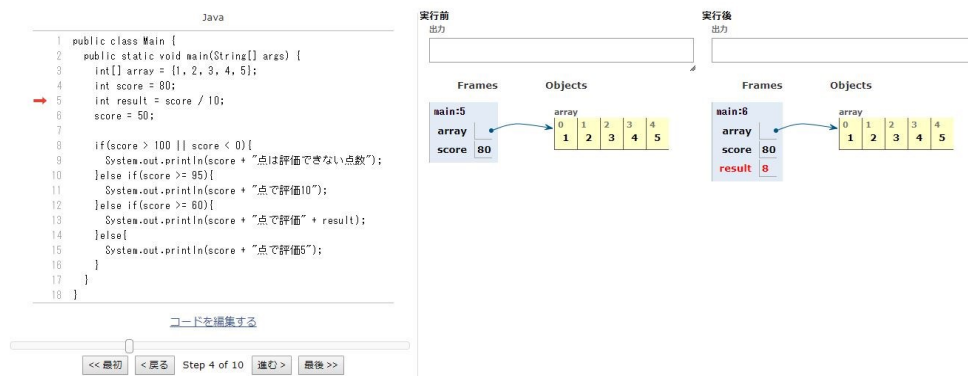 Java
1 public class Main {
2 public static void main(String[] args) {
3 int[] array = {1, 2, 3, 4, 5};
4 int score = 80;
5 int result = score / 10;
6 score = 50;
7
8 if(score > 100 || score < 0){
9 System.out.println(score + "点は評価できない点数");
10 }else if(score >= 95){
11 System.out.println(score + "点で評価10");
12 }else if(score >= 60){
13 System.out.println(score + "点で評価" + result);
14 }else{
15 System.out.println(score + "点で評価5");
16 }
17 }
18 }
コードを編集する
<< 最初 < 戻る Step 4 of 10 進む > 最後 >>
実行前
出力
Frames Objects
main:5
array
score 80
array
0 1 2 3 4
1 2 3 4 5
実行後
出力
Frames Objects
main:6
array
score 80
result 8
array
0 1 2 3 4
1 2 3 4 5